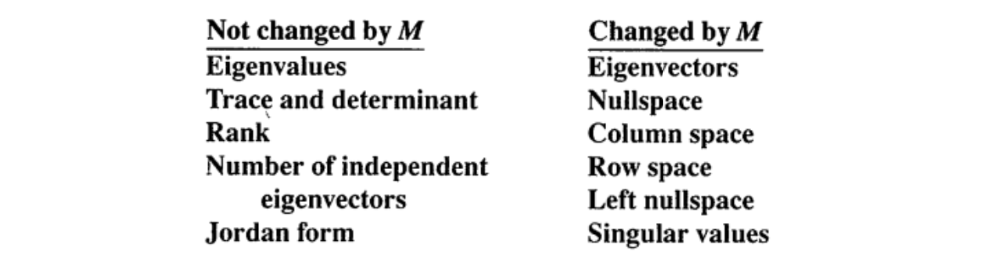 Not changed by M
Eigenvalues
Trace and determinant
Rank
Number of independent
eigenvectors
Jordan form
Changed by M
Eigenvectors
Nullspace
Column space
Row space
Left nullspace
Singular values